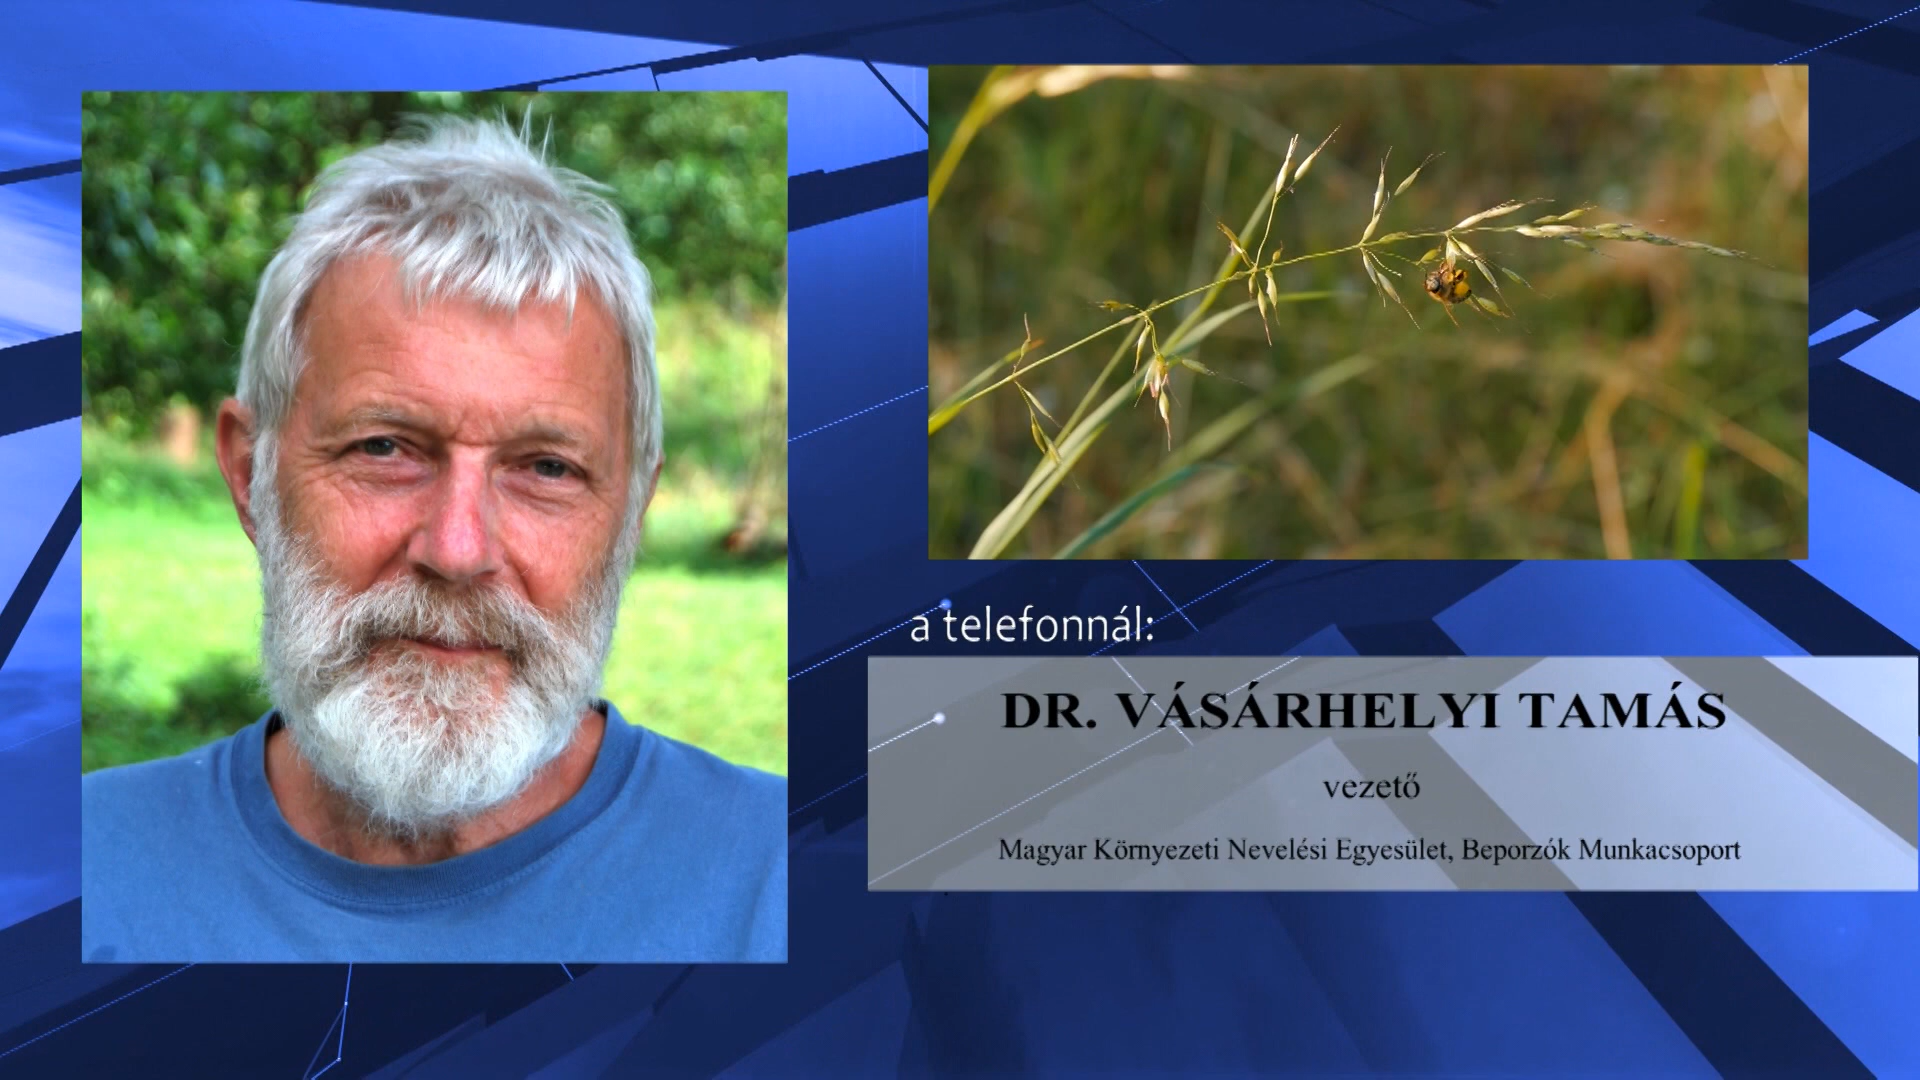 a telefonnál:
DR. VÁSÁRHELYI TAMÁS
vezető
Magyar Környezeti Nevelési Egyesület, Beporzók Munkacsoport